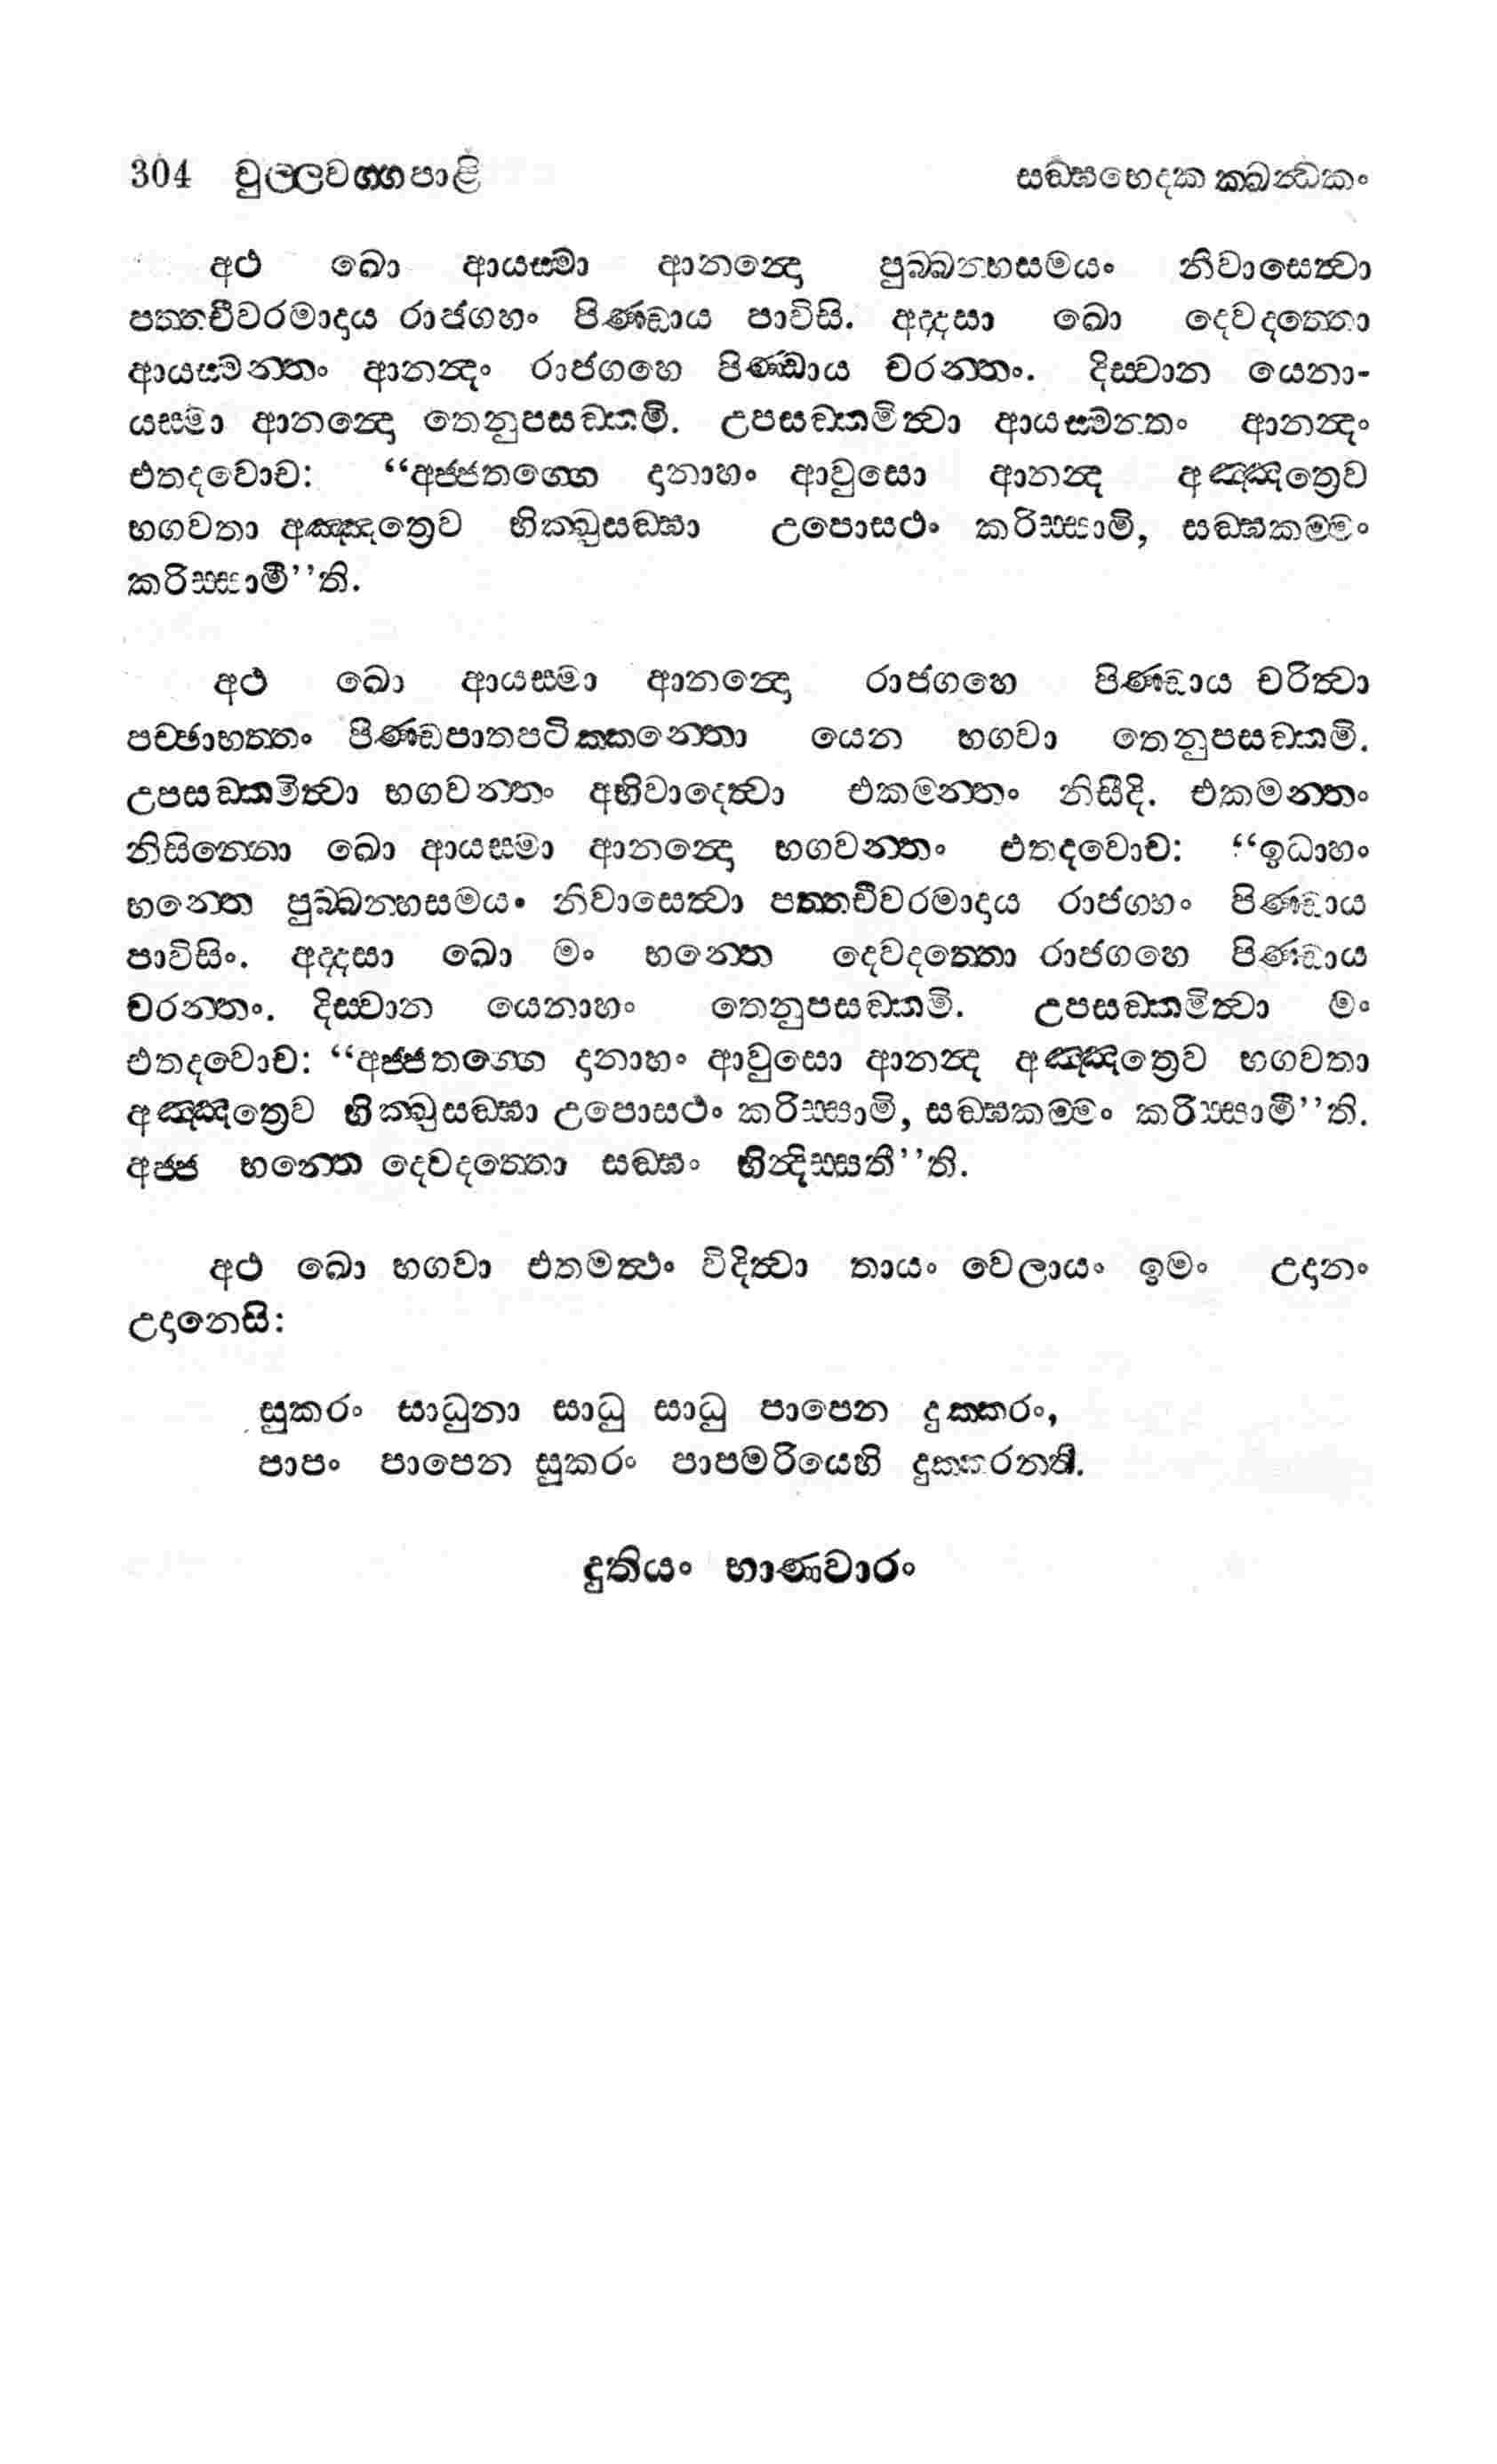 304 චුල්ලවග්ගපාළි සඞ්ඝභෙදක ක්ඛන්ධකං
අථ ඛො ආයස්මා ආනන්දො පුබ්බන්හසමයං නිවාසෙත්වා
පත්තචීවරමාදාය රාජගහං පිණ්ඩාය පාවිසි. අද්දසා ඛො දෙවදත්තො
ආයස්මන්තං ආනන්දං රාජගහෙ පිණ්ඩාය චරන්තං. දිස්වාන යෙනා-
යස්මා ආනන්දො තෙනුපසඞ්කමි. උපසඞ්කමිත්වා ආයස්මන්තං ආනන්දං
එතදවොච: “අජ්ජතග්ගෙ දානාහං ආවුසො ආනන්ද අඤ්ඤත්‍රෙව
භගවතා අඤ්ඤත්‍රෙව භික්ඛුසඞ්ඝා උපොසථං කරිස්සාමි, සඞ්ඝකම්මං
කරිස්සාමී’’ති.
අථ ඛො ආයස්මා ආනන්දො රාජගහෙ පිණ්ඩාය චරිත්වා
පච්ඡාභත්තං පිණ්ඩපාතපටික්කන්තො යෙන භගවා තෙනුපසඞ්කමි.
උපසඞ්කමිත්වා භගවන්තං අභිවාදෙත්වා එකමන්තං නිසීදි. එකමන්තං
නිසින්නො ඛො ආයස්මා ආනන්දො භගවන්තං එතදවොච: “ඉධාහං
භන්තෙ පුබ්බන්හසමයං නිවාසෙත්වා පත්තචීවරමාදාය රාජගහං පිණ්ඩාය
පාවිසිං. අද්දසා ඛො මං භන්තෙ දෙවදත්තො රාජගහෙ පිණ්ඩාය
චරන්තං. දිස්වාන යෙනාහං තෙනුපසඞ්කමි. උපසඞ්කමිත්වා මං
එතදවොච: “අජ්ජතග්ගෙ දානාහං ආවුසො ආනන්ද අඤ්ඤත්‍රෙව භගවතා
අඤ්ඤත්‍රෙව භික්ඛුසඞ්ඝා උපොසථං කරිස්සාමි, සඞ්ඝකම්මං කරිස්සාමී’’ති.
අජ්ජ භන්තෙ දෙවදත්තො සඞ්ඝං භින්දිස්සතී’’ති.
අථ ඛො භගවා එතමත්ථං විදිත්වා තායං වෙලායං ඉමං උදානං
උදානෙසි:
සුකරං සාධුනා සාධු සාධු පාපෙන දුක්කරං,
පාපං පාපෙන සුකරං පාපමරියෙහි දුක්කරන්ති.
දුතියං භාණවාරං